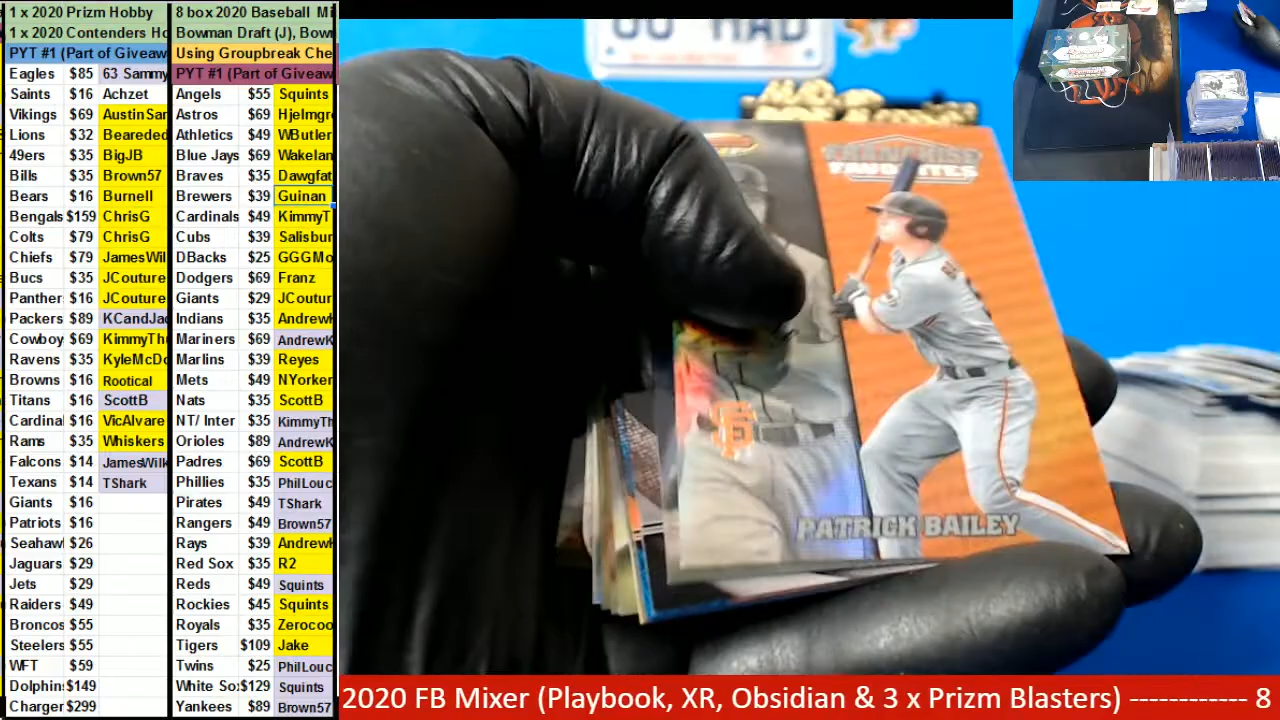 1 x 2020 Prizm Hobby
1 x 2020 Contenders Ho
PYT #1 (Part of Giveaw
Eagles $85 63 Sammy
Saints $16 Achzet
Vikings $69 AustinSar
Lions $32 Beareded
49ers $35 BigJB
Bills $35 Brown57
Bears $16 Burnell
Bengals $159 ChrisG
Colts $79 ChrisG
Chiefs $79 JamesWil
Bucs $35 JCouture
Panther $16 JCouture
Packers $89 KCandJac
Cowboy $69 KimmyTh
Ravens $35 KyleMcDo
Browns $16 Rootical
Titans $16 ScottB
Cardina $16 VicAlvare
Rams $35 Whiskers
Falcons $14 JamesWilk
Texans $14 TShark
Giants $16
Patriots $16
Seahaw $26
Jaguars $29
Jets $29
Raiders $49
Broncos $55
Steelers $55
WFT $59
Dolphin $149
Charger $299
8 box 2020 Baseball Mi
Bowman Draft (J), Bow
Using Groupbreak Che
PYT #1 (Part of Giveaw
Angels $55 Squints
Astros $69 Hjelmgr
Athletics $49 WButler
Blue Jays $69 Wakelan
Braves $35 Dawgfat
Brewers $39 Guinan
Cardinals $49 KimmyT
Cubs $39 Salisbur
DBacks $25 GGGMo
Dodgers $69 Franz
Giants $29 JCoutur
Indians $35 Andrew
Mariners $69 AndrewK
Marlins $39 Reyes
Mets $49 NYorker
Nats $35 ScottB
NT/ Inter $35 KimmyTh
Orioles $89 AndrewK
Padres $69 ScottB
Phillies $35 PhilLouc
Pirates $49 TShark
Rangers $49 Brown57
Rays $39 Andrew
Red Sox $35 R2
Reds $49 Squints
Rockies $45 Squints
Royals $35 Zerocoo
Tigers $109 Jake
Twins $25 PhilLouc
White So $129 Squints
Yankees $89 Brown57
FRANCHISE
FAVORITES
PATRICK BAILEY
2020 FB Mixer (Playbook, XR, Obsidian & 3 x Prizm Blasters) ------------ 8